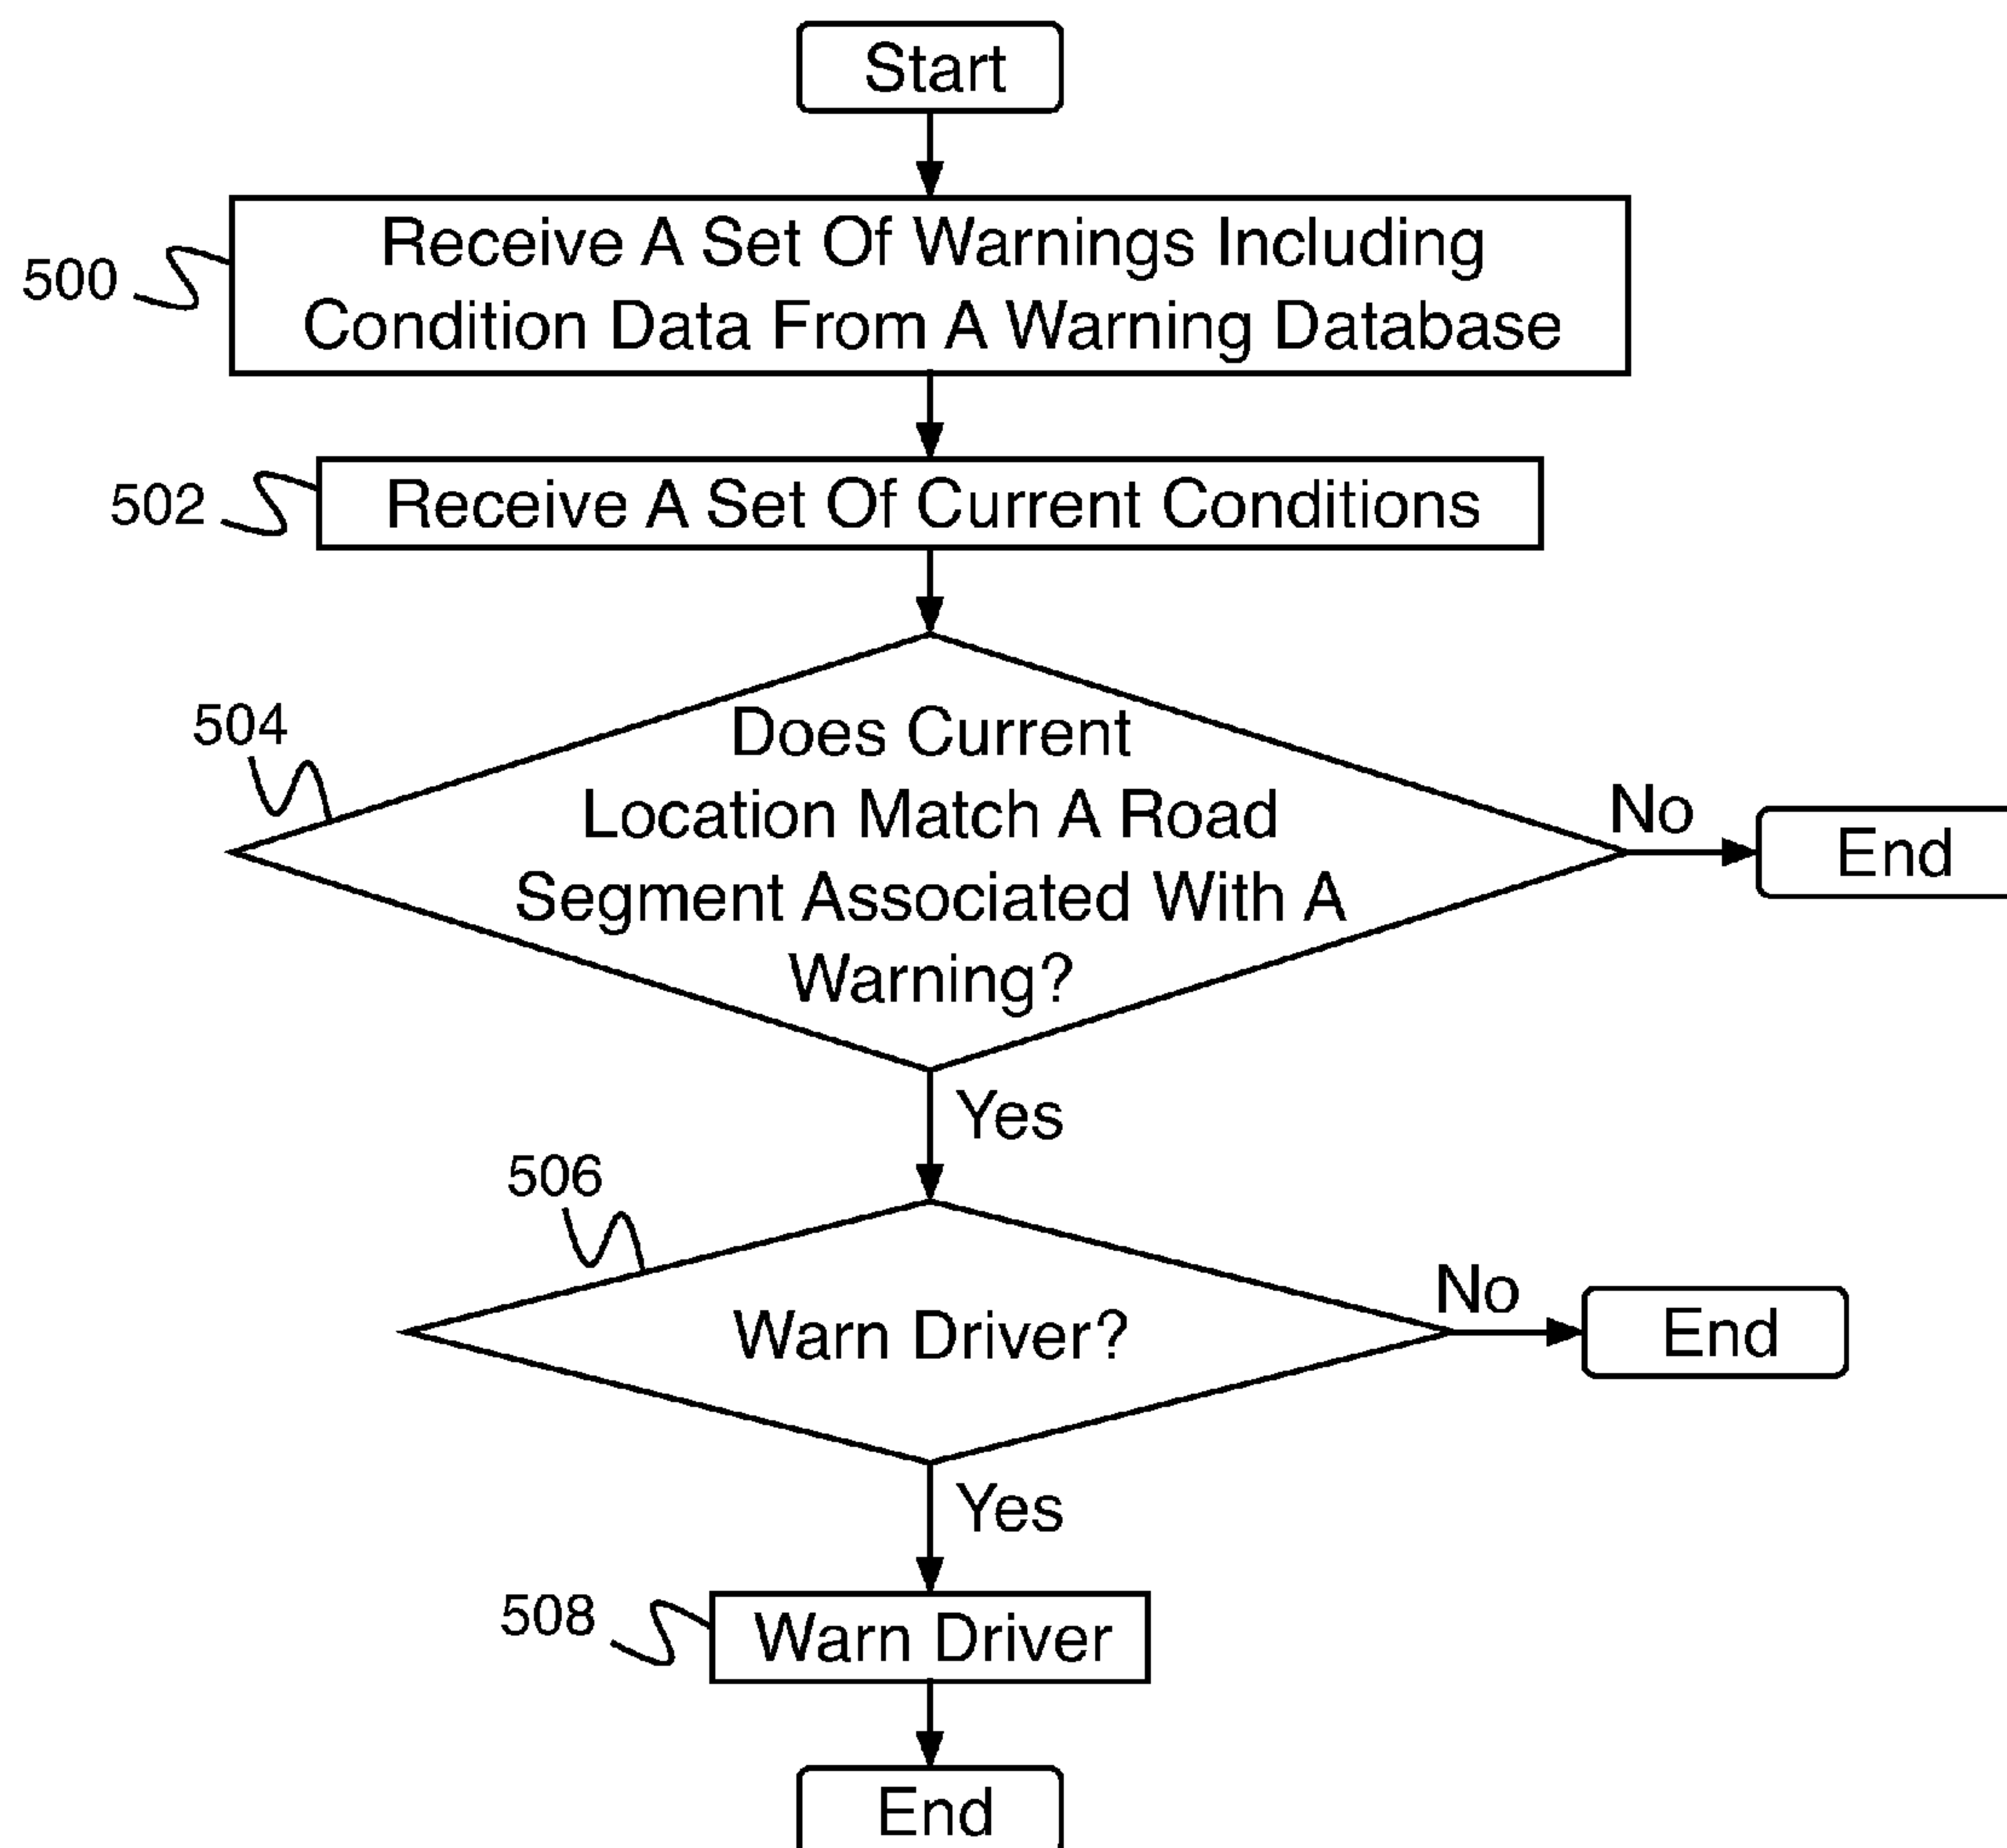 Start
500
Receive A Set Of Warnings Including
Condition Data From A Warning Database
502
Receive A Set Of Current Conditions
504
Does Current
Location Match A Road
Segment Associated With A
Warning?
No
End
Yes
506
Warn Driver?
No
End
Yes
508
Warn Driver
End